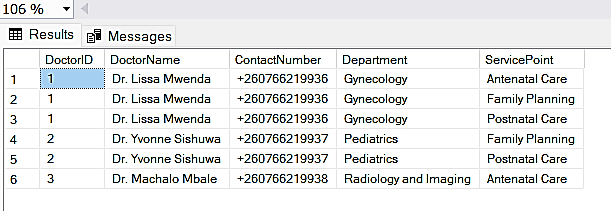 106 %
Results Messages
DoctorID DoctorName ContactNumber Department ServicePoint
1 1 Dr. Lissa Mwenda +260766219936 Gynecology Antenatal Care
2 1 Dr. Lissa Mwenda +260766219936 Gynecology Family Planning
3 1 Dr. Lissa Mwenda +260766219936 Gynecology Postnatal Care
4 2 Dr. Yvonne Sishuwa +260766219937 Pediatrics Family Planning
5 2 Dr. Yvonne Sishuwa +260766219937 Pediatrics Postnatal Care
6 3 Dr. Machalo Mbale +260766219938 Radiology and Imaging Antenatal Care